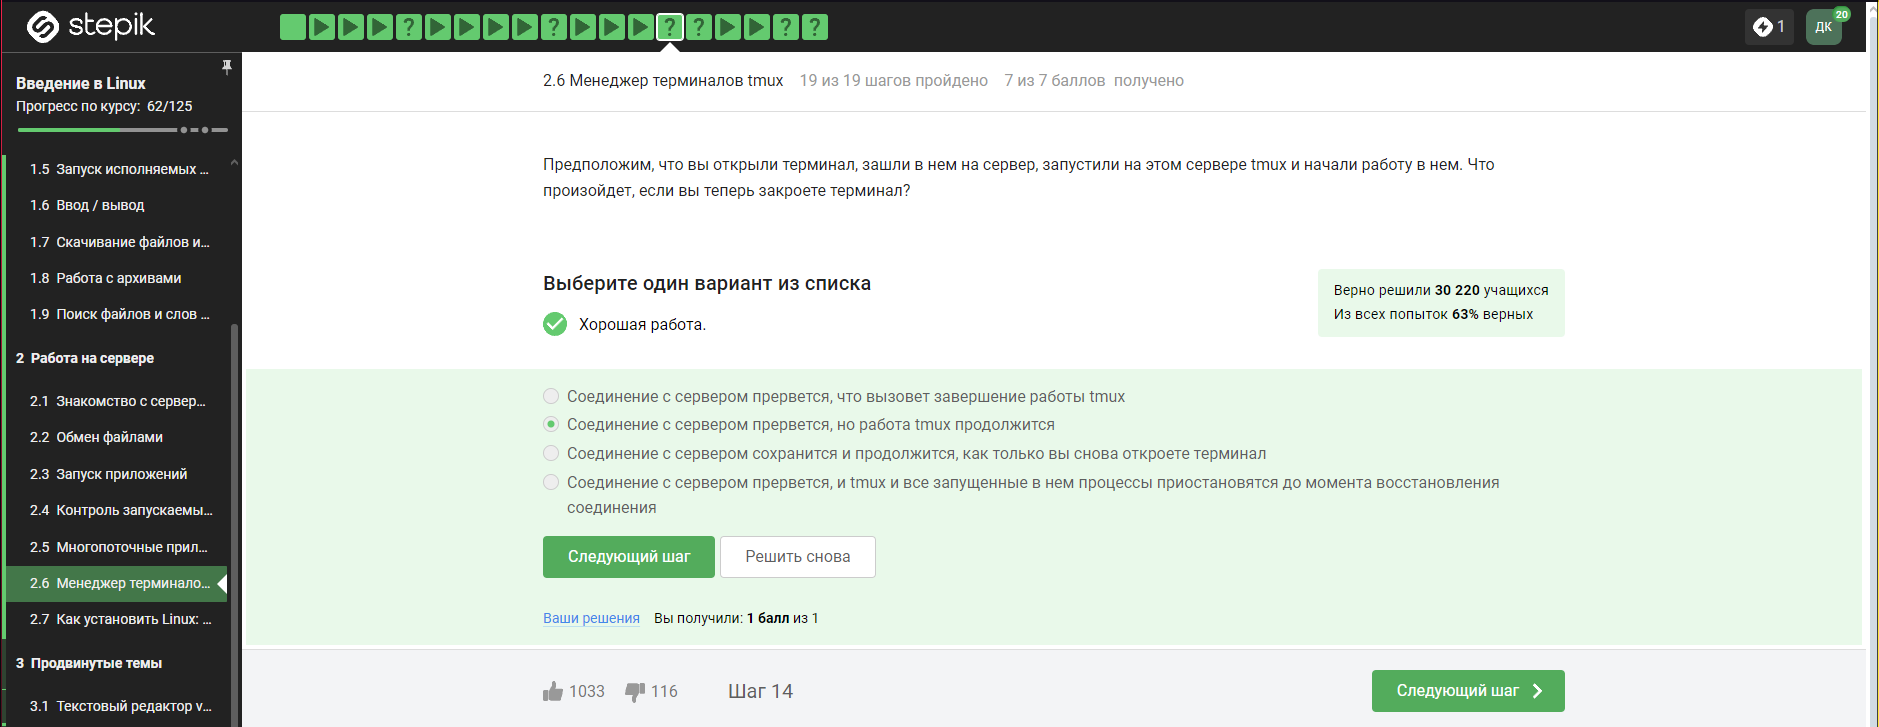 stepik
? ? ? ? ? ?
1
ДК
20
Введение в Linux
Прогресс по курсу: 62/125
1.5 Запуск исполняемых ...
1.6 Ввод / вывод
1.7 Скачивание файлов и...
1.8 Работа с архивами
1.9 Поиск файлов и слов ...
2 Работа на сервере
2.1 Знакомство с сервер...
2.2 Обмен файлами
2.3 Запуск приложений
2.4 Контроль запускаемы...
2.5 Многопоточные прил...
2.6 Менеджер терминало...
2.7 Как установить Linux: ...
3 Продвинутые темы
3.1 Текстовый редактор v...
2.6 Менеджер терминалов tmux 19 из 19 шагов пройдено 7 из 7 баллов получено
Предположим, что вы открыли терминал, зашли в нем на сервер, запустили на этом сервере tmux и начали работу в нем. Что
произойдет, если вы теперь закроете терминал?
Выберите один вариант из списка
Хорошая работа.
Верно решили 30 220 учащихся
Из всех попыток 63% верных
Соединение с сервером прервется, что вызовет завершение работы tmux
Соединение с сервером прервется, но работа tmux продолжится
Соединение с сервером сохранится и продолжится, как только вы снова откроете терминал
Соединение с сервером прервется, и tmux и все запущенные в нем процессы приостановятся до момента восстановления
соединения
Следующий шаг
Решить снова
Ваши решения Вы получили: 1 балл из 1
1033 116 Шаг 14
Следующий шаг